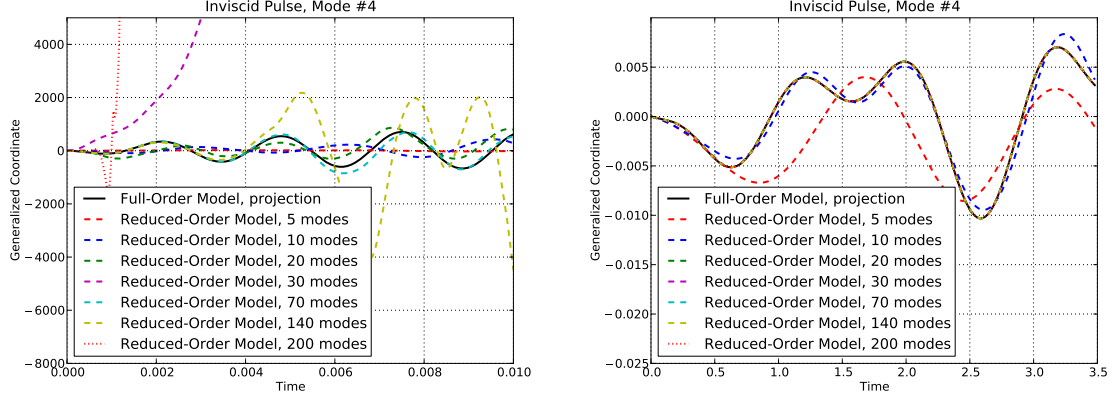 Inviscid Pulse, Mode #4
Generalized Coordinate
4000
2000
0
−2000
−4000
−6000
−8000
Full-Order Model, projection
Reduced-Order Model, 5 modes
Reduced-Order Model, 10 modes
Reduced-Order Model, 20 modes
Reduced-Order Model, 30 modes
Reduced-Order Model, 70 modes
Reduced-Order Model, 140 modes
Reduced-Order Model, 200 modes
0.000 0.002 0.004 0.006 0.008 0.010
Time
Inviscid Pulse, Mode #4
Generalized Coordinate
0.005
0.000
−0.005
−0.010
−0.015
−0.020
−0.025
Full-Order Model, projection
Reduced-Order Model, 5 modes
Reduced-Order Model, 10 modes
Reduced-Order Model, 20 modes
Reduced-Order Model, 30 modes
Reduced-Order Model, 70 modes
Reduced-Order Model, 140 modes
Reduced-Order Model, 200 modes
0.0 0.5 1.0 1.5 2.0 2.5 3.0 3.5
Time